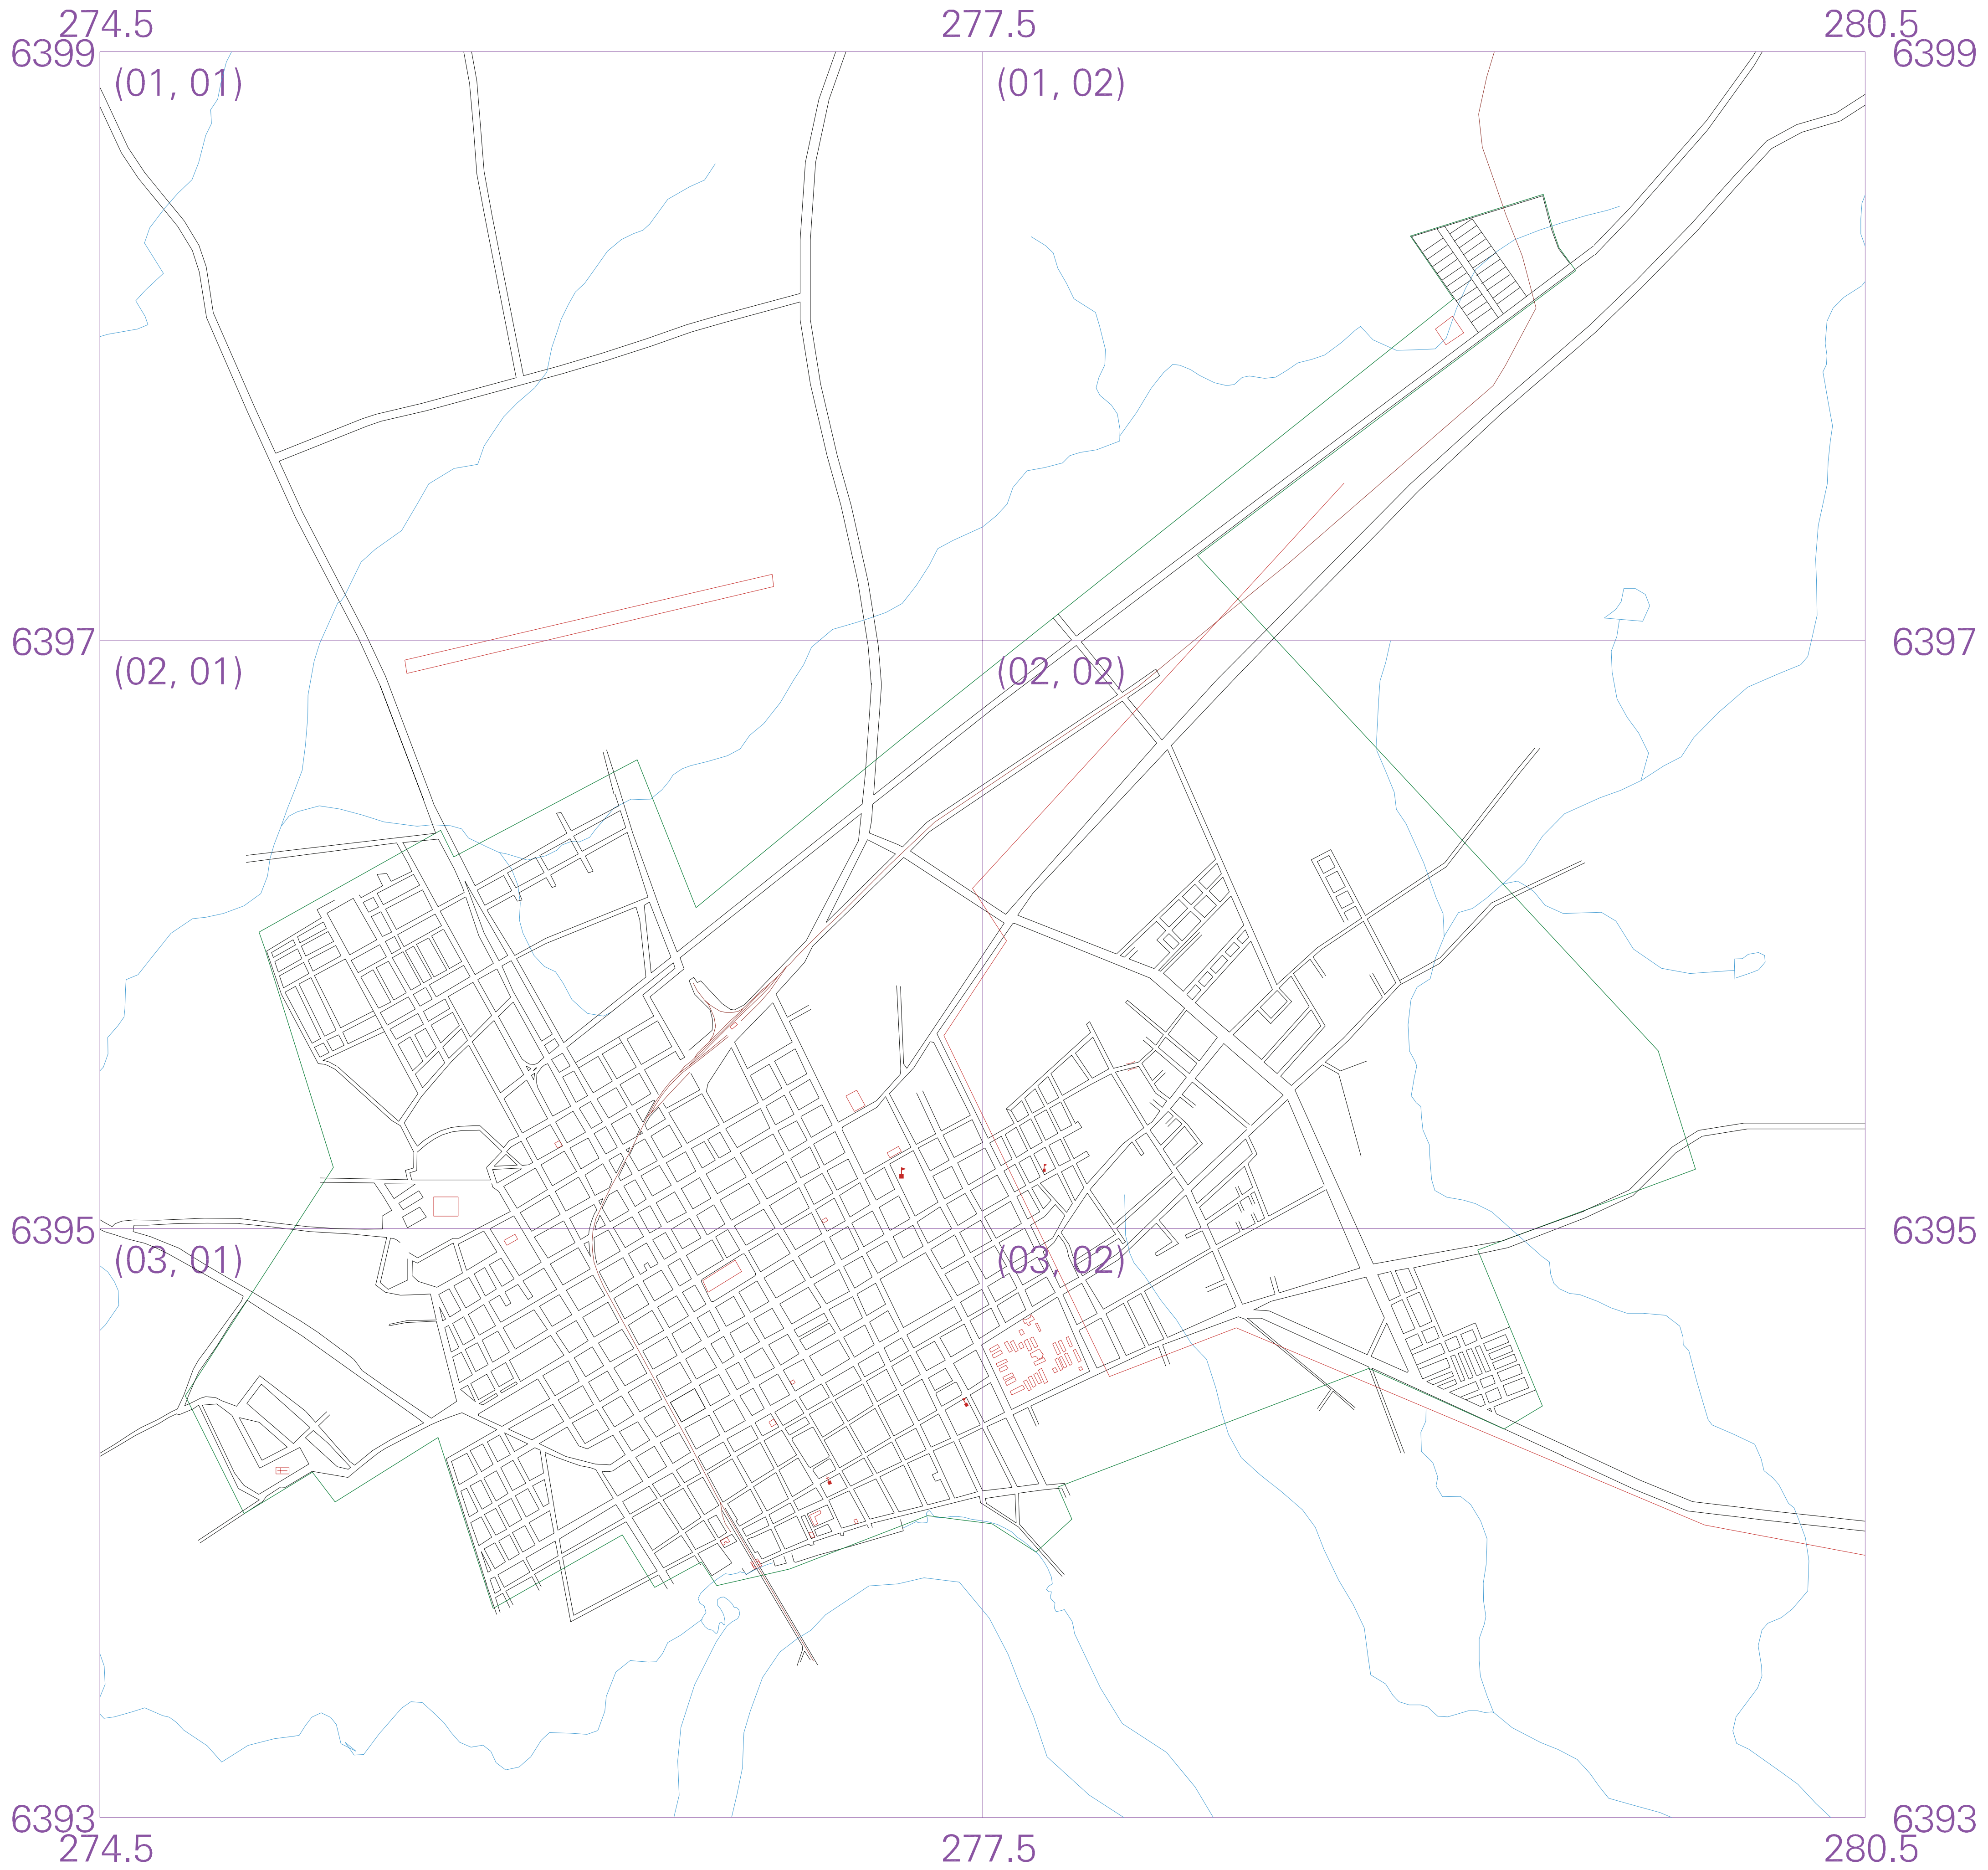 274.5 277.5 280.5
6399 6399
(01, 01) (01, 02)
6397 6397
(02, 01) (02, 02)
6395 6395
(03, 01) (03, 02)
6393 6393
274.5 277.5 280.5